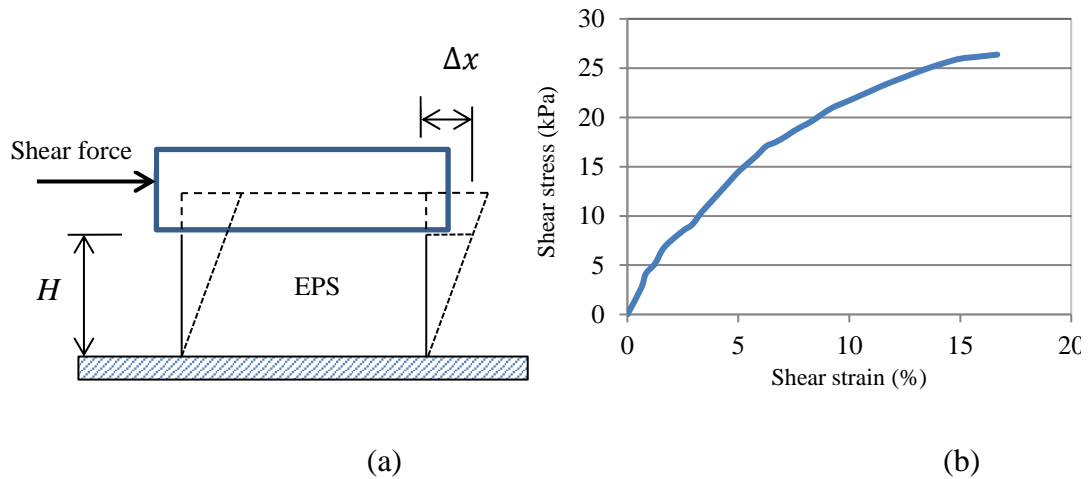 Δx
Shear force
H
EPS
(a)
Shear stress (kPa)
30
25
20
15
10
5
0
0 5 10 15 20
Shear strain (%)
(b)